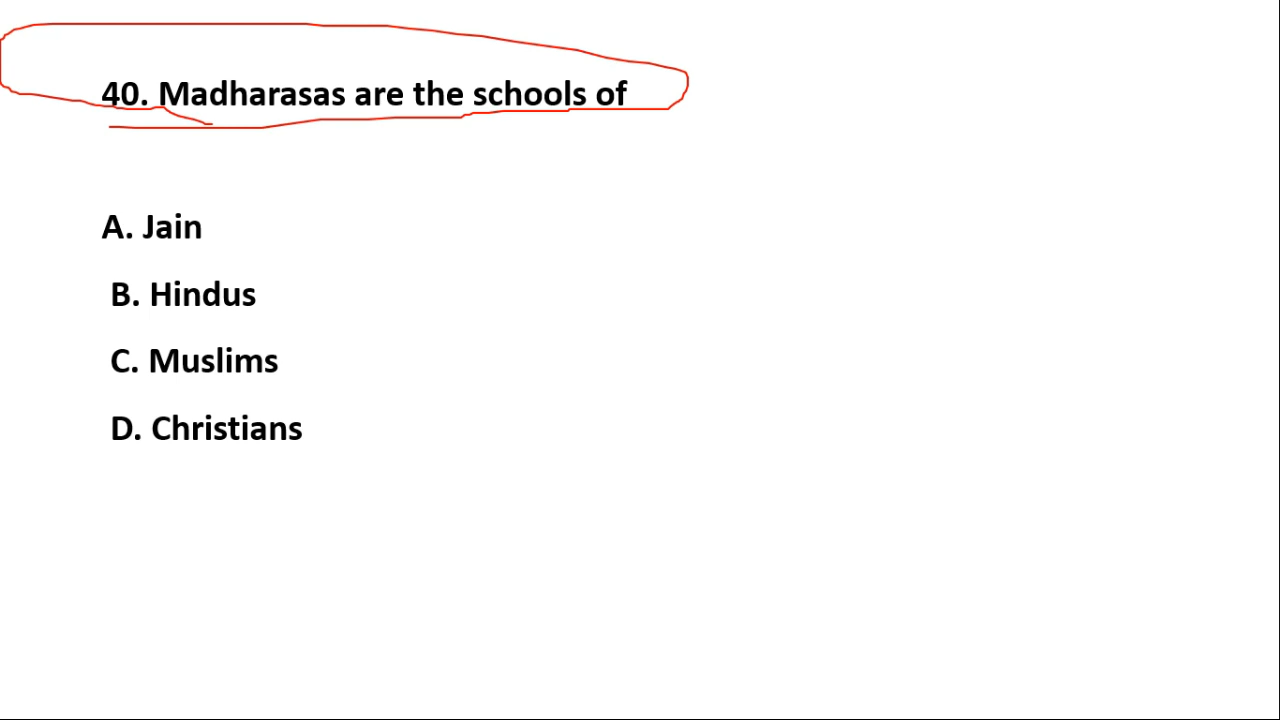 40. Madharasas are the schools of
A. Jain
B. Hindus
C. Muslims
D. Christians